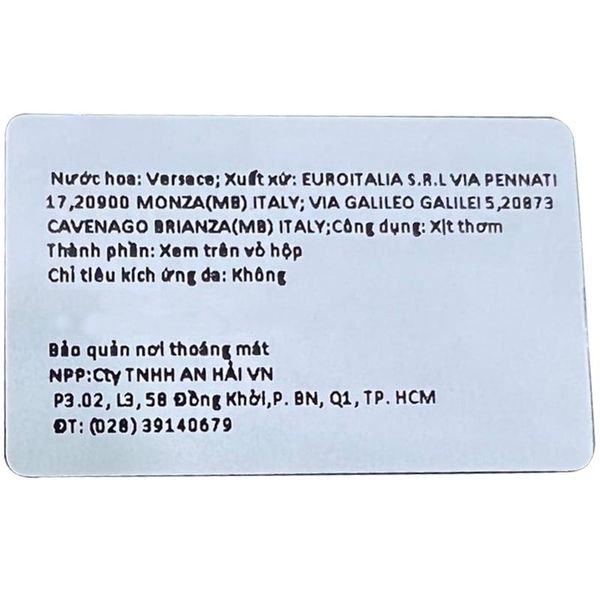 Nước hoa: Versace; Xuất xứ: EUROITALIA S.R.L VIA PENNATI
17,20900 MONZA(MB) ITALY; VIA GALILEO GALILEI 5,20873
CAVENAGO BRIANZA(MB) ITALY;Công dụng: Xịt thơm
Thành phần: Xem trên vỏ hộp
Chỉ tiêu kích ứng da: Không
Bảo quản nơi thoáng mát
NPP:Cty TNHH AN HẢI VN
P3.02, L3, 58 Đồng Khởi,P. BN, Q1, TP. HCM
ĐT: (028) 39140679